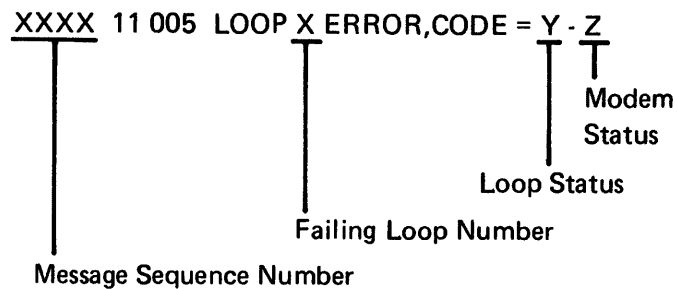 XXXX 11 005 LOOP X ERROR,CODE = Y - Z
Modem
Status
Loop Status
Failing Loop Number
Message Sequence Number